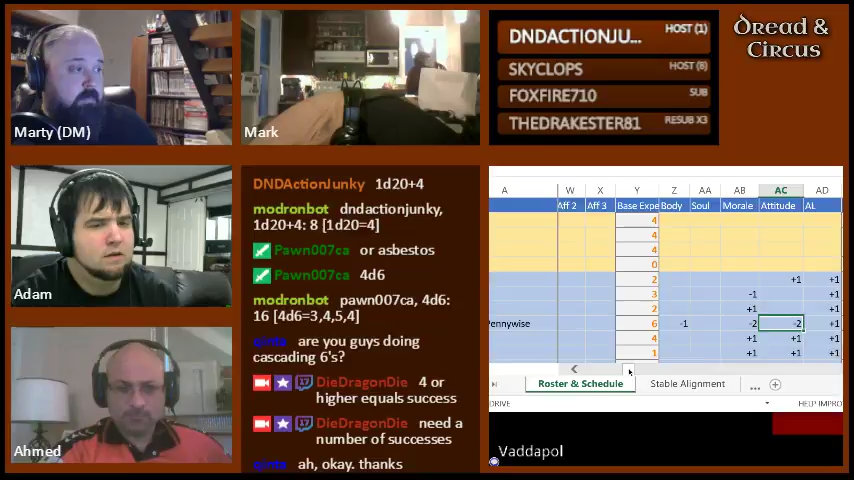 DNDACTIONJU...
HOST (1)
SKYCLOPS
HOST (8)
FOXFIRE710
SUB
THEDRAKESTER81
RESUB X3
Dread &
Circus
Marty (DM)
Mark
DNDActionJunky 1d20+4
modronbot dndactionjunky,
1d20+4: 8 [1d20=4]
Pawn007ca or asbestos
Pawn007ca 4d6
modronbot pawn007ca, 4d6:
16 [4d6=3,4,5,4]
are you guys doing
cascading 6's?
17 DieDragonDie 4 or
higher equals success
17 DieDragonDie need a
number of successes
ah, okay. thanks
Adam
Ahmed
A W X Y Z AA AB AC AD
Aff 2 Aff 3 Base Expe Body Soul Morale Attitude AL
4
4
4
0
2 +1 +1
3 -1 +1
2 +1 +1
Pennywise 6 -1 -2 -2 +1
4 +1 +1 +1
1 +1 +1 +1
Roster & Schedule Stable Alignment ...
DRIVE HELP IMPRO
Vaddapol